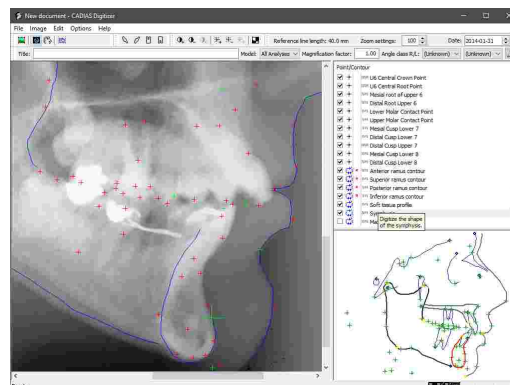 New document - CADIAS Digitizer
File Image Edit Options Help
Reference line length: 40.0 mm Zoom settings: 100 Date: 2014-01-31
Title: Model: All Analyses Magnification factor: 1.00 Angle class R/L: (Unknown) (Unknown)
Point/Contour
U6 Central Crown Point
U6 Central Root Point
Mesial root of upper 6
Distal Root Upper 6
Lower Molar Contact Point
Upper Molar Contact Point
Mesial Cusp Lower 7
Distal Cusp Lower 7
Mesial Cusp Lower 8
Distal Cusp Lower 8
Anterior ramus contour
Superior ramus contour
Posterior ramus contour
Inferior ramus contour
Soft tissue profile
Digitize the shape
of the symphysis.